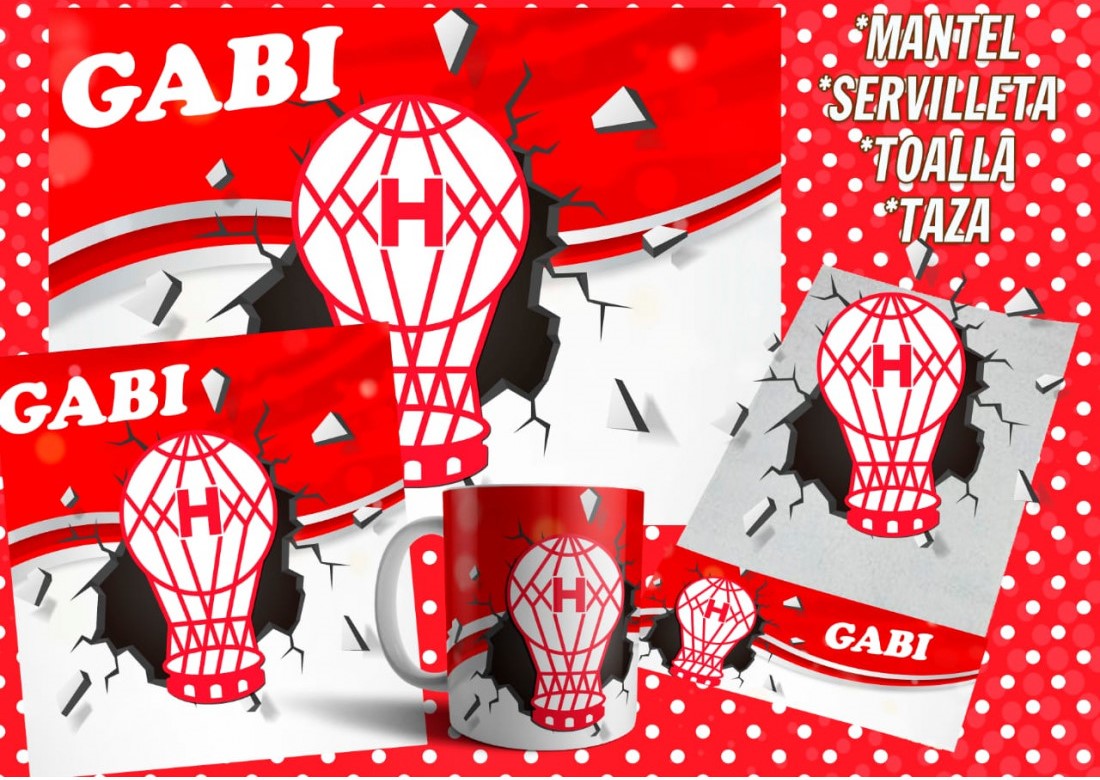 GABI
*MANTEL
*SERVILLETA
*TOALLA
*TAZA
H
H
GABI
H
H
H
GABI